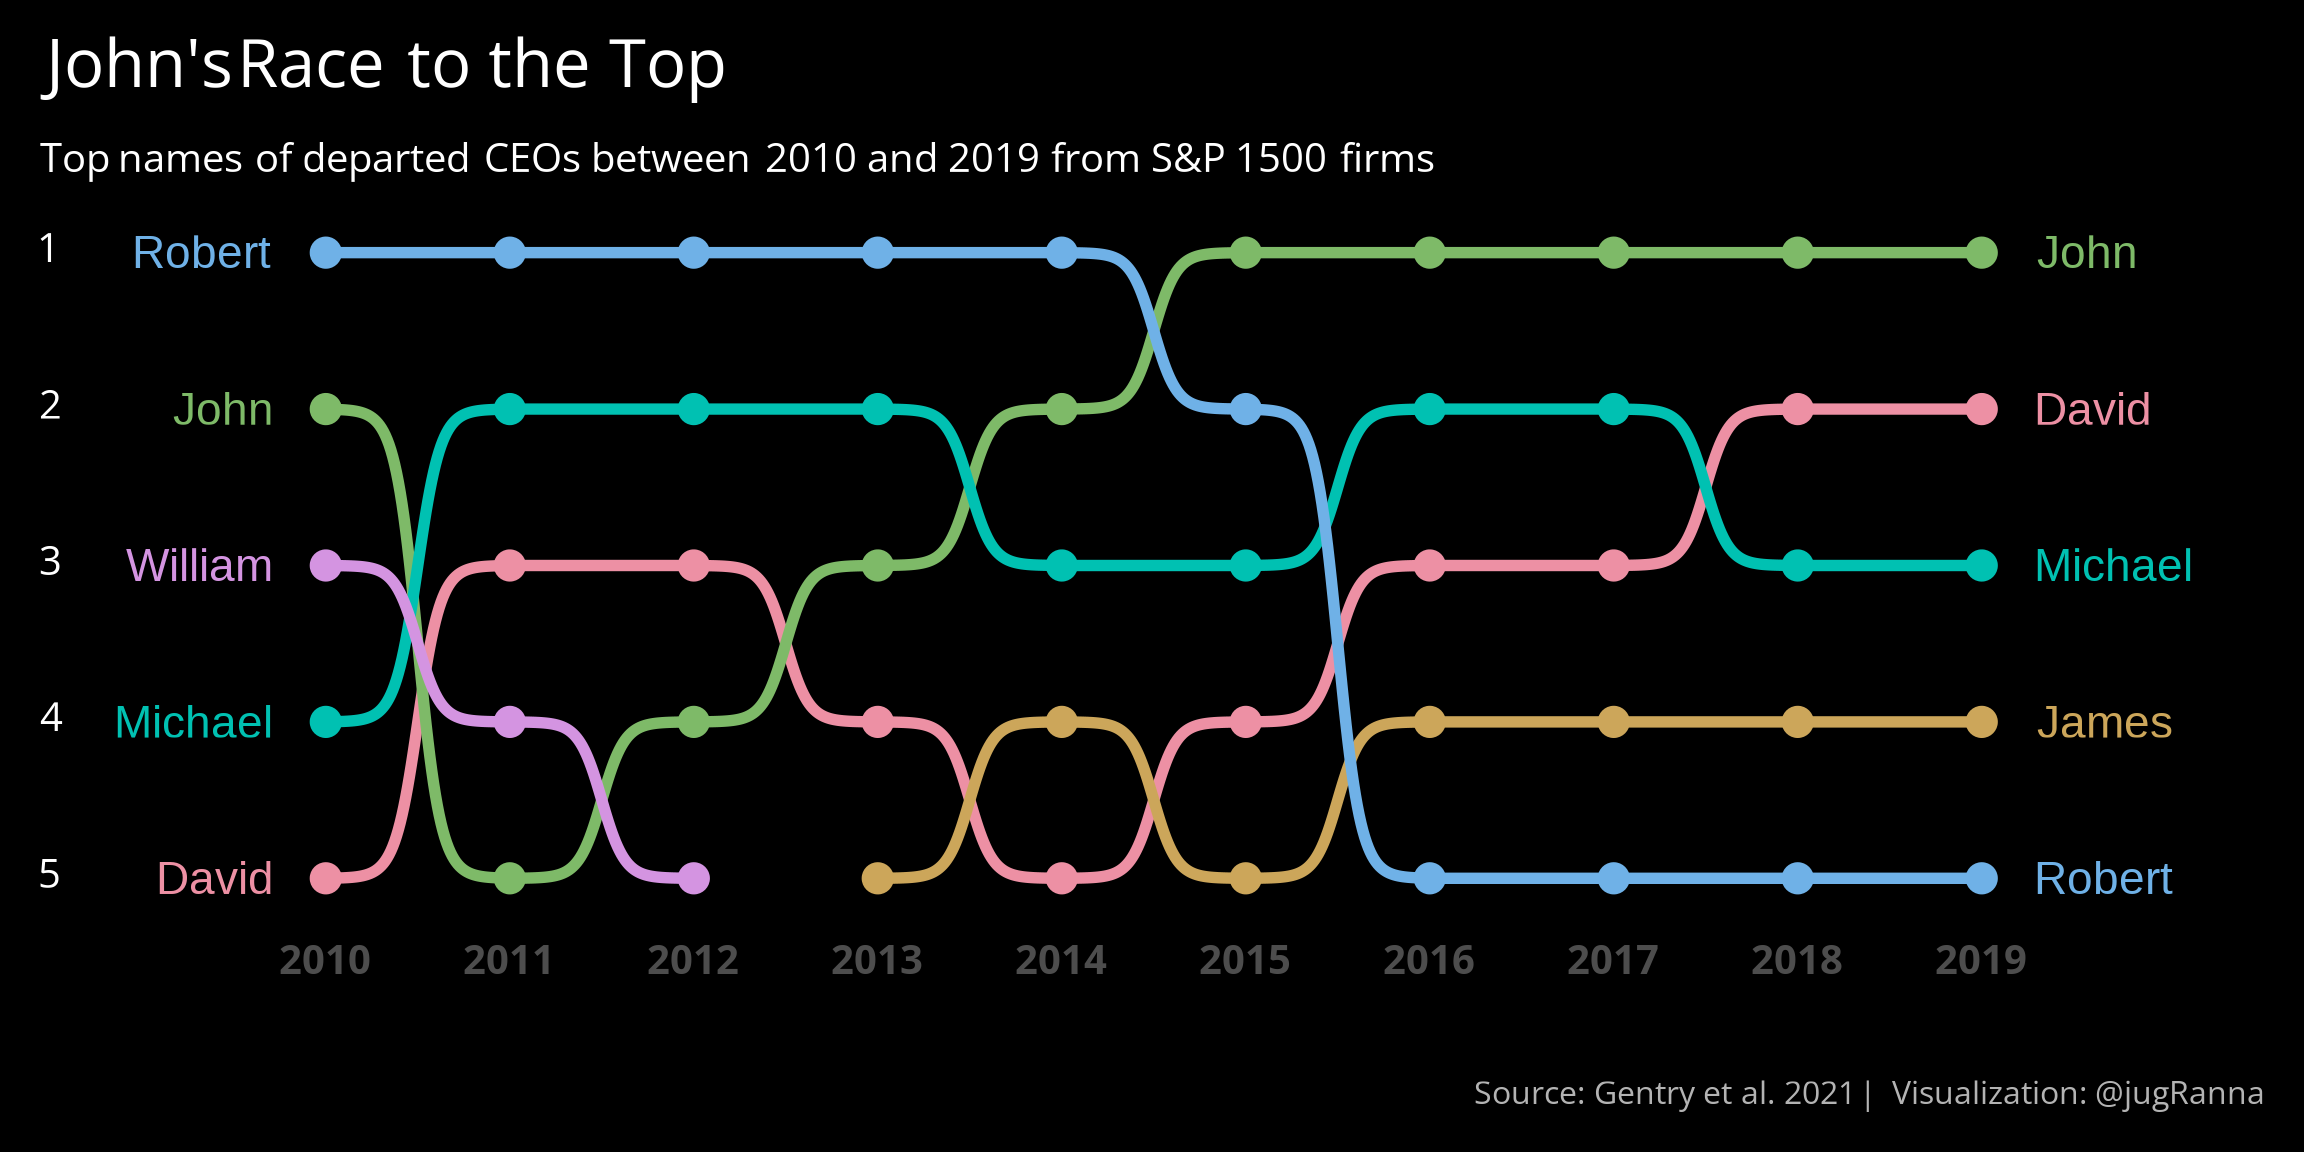 John's Race to the Top
Top names of departed CEOs between 2010 and 2019 from S&P 1500 firms
1 Robert John
2 John David
3 William Michael
4 Michael James
5 David Robert
2010 2011 2012 2013 2014 2015 2016 2017 2018 2019
Source: Gentry et al. 2021 | Visualization: @jugRanna